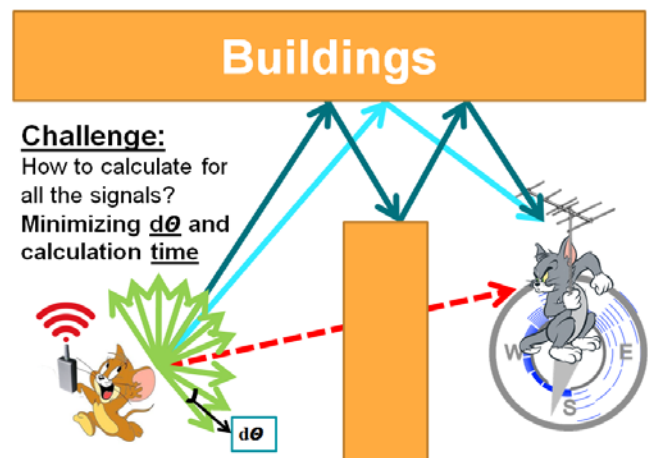 Buildings
Challenge:
How to calculate for
all the signals?
Minimizing dΘ and
calculation time
W
E
S
dΘ